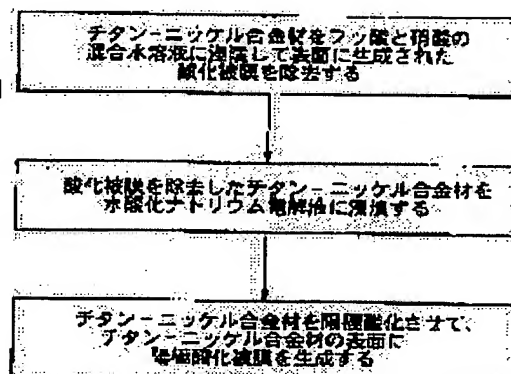 チタン－ニッケル合金材をフッ酸と硝酸の
混合水溶液に浸漬して表面に生成された
酸化被膜を除去する
酸化被膜を除去したチタン－ニッケル合金材を
水酸化ナトリウム電解液に浸漬する
チタン－ニッケル合金材を陽極酸化させて、
チタン－ニッケル合金材の表面に
陽極酸化被膜を生成する